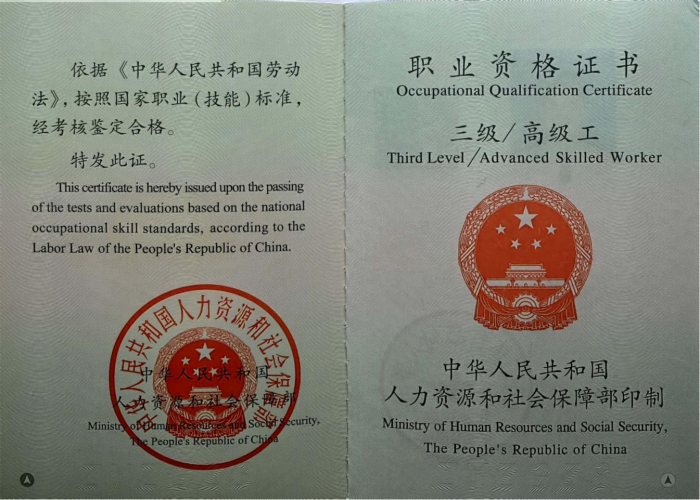 依据《中华人民共和国劳动
法》，按照国家职业（技能）标准，
经考核鉴定合格。
特发此证。
This certificate is hereby issued upon the passing
of the tests and evaluations based on the national
occupational skill standards, according to the
Labor Law of the People's Republic of China.
中华人民共和国人力资源和社会保障部
中华人民共和国
人力资源和社会保障部
Ministry of Human Resources and Social Security,
The People's Republic of China
职业资格证书
Occupational Qualification Certificate
三级/高级工
Third Level/Advanced Skilled Worker
中华人民共和国
人力资源和社会保障部印制
Ministry of Human Resources and Social Security,
The People's Republic of China